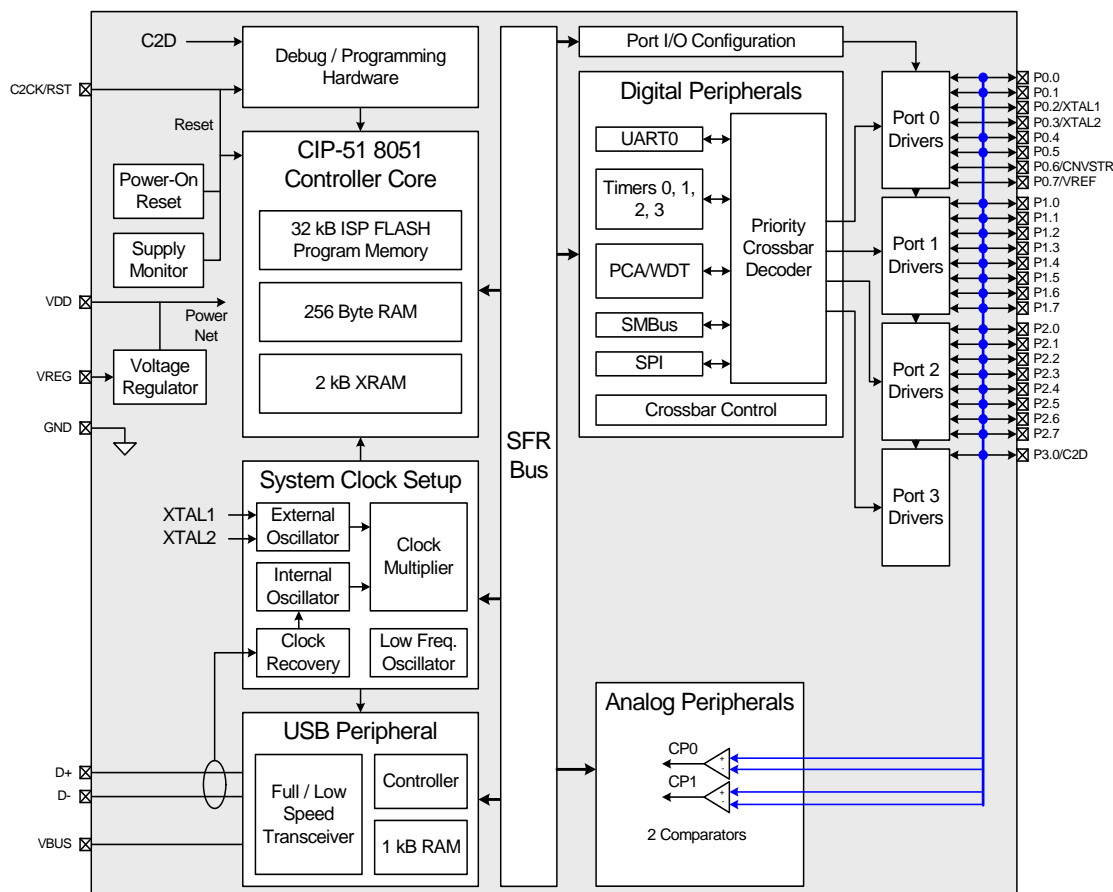 C2D
C2CK/RST
Reset
Power-On
Reset
Supply
Monitor
VDD
Power
Net
VREG
Voltage
Regulator
GND
Debug / Programming
Hardware
CIP-51 8051
Controller Core
32 kB ISP FLASH
Program Memory
256 Byte RAM
2 kB XRAM
System Clock Setup
XTAL1
XTAL2
External
Oscillator
Internal
Oscillator
Clock
Recovery
Clock
Multiplier
Low Freq.
Oscillator
USB Peripheral
D+
D-
VBUS
Full / Low
Speed
Transceiver
Controller
1 kB RAM
SFR
Bus
Port I/O Configuration
Digital Peripherals
UART0
Timers 0, 1,
2, 3
PCA/WDT
SMBus
SPI
Priority
Crossbar
Decoder
Crossbar Control
Port 0
Drivers
Port 1
Drivers
Port 2
Drivers
Port 3
Drivers
P0.0
P0.1
P0.2/XTAL1
P0.3/XTAL2
P0.4
P0.5
P0.6/CNVSTR
P0.7/VREF
P1.0
P1.1
P1.2
P1.3
P1.4
P1.5
P1.6
P1.7
P2.0
P2.1
P2.2
P2.3
P2.4
P2.5
P2.6
P2.7
P3.0/C2D
Analog Peripherals
CP0
+
-
CP1
+
-
2 Comparators